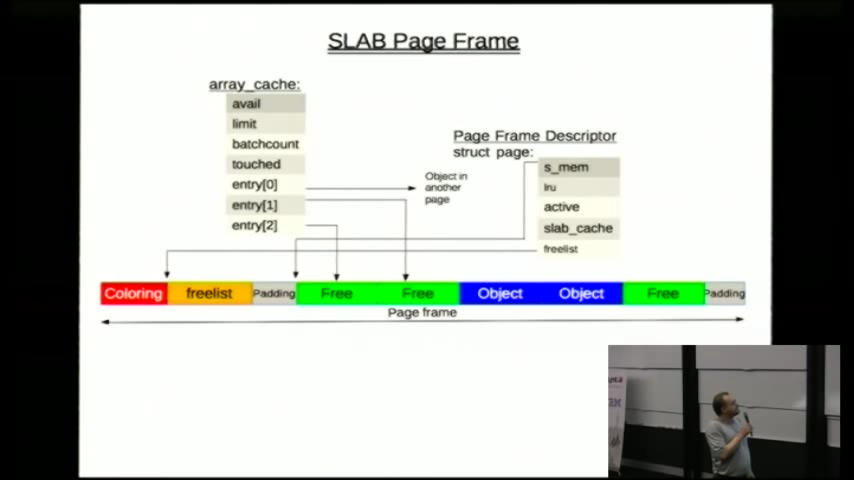 SLAB Page Frame
array_cache:
avail
limit
batchcount
touched
entry[0]
entry[1]
entry[2]
Object in
another
page
Page Frame Descriptor
struct page:
s_mem
lru
active
slab_cache
freelist
Coloring freelist Padding Free Free Object Object Free Padding
Page frame